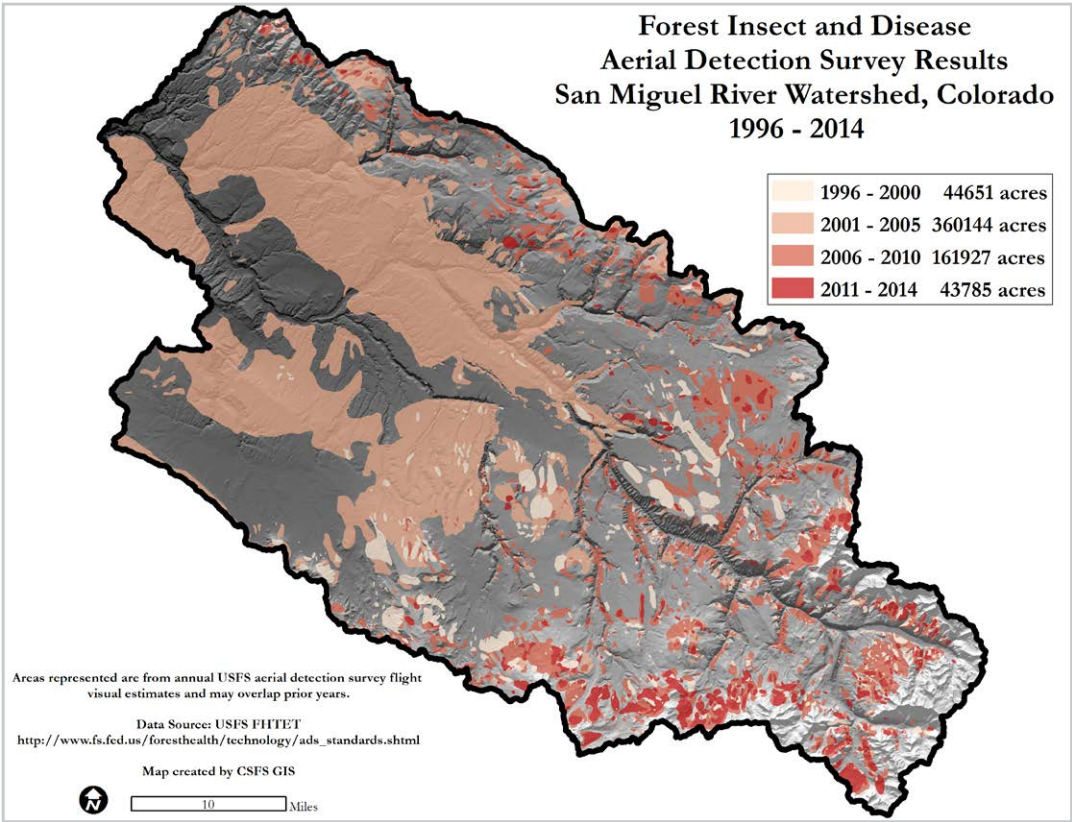 Forest Insect and Disease
Aerial Detection Survey Results
San Miguel River Watershed, Colorado
1996 - 2014
1996 - 2000 44651 acres
2001 - 2005 360144 acres
2006 - 2010 161927 acres
2011 - 2014 43785 acres
Areas represented are from annual USFS aerial detection survey flight
visual estimates and may overlap prior years.
Data Source: USFS FHTET
http://www.fs.fed.us/foresthealth/technology/ads_standards.shtml
Map created by CSFS GIS
N
10 Miles